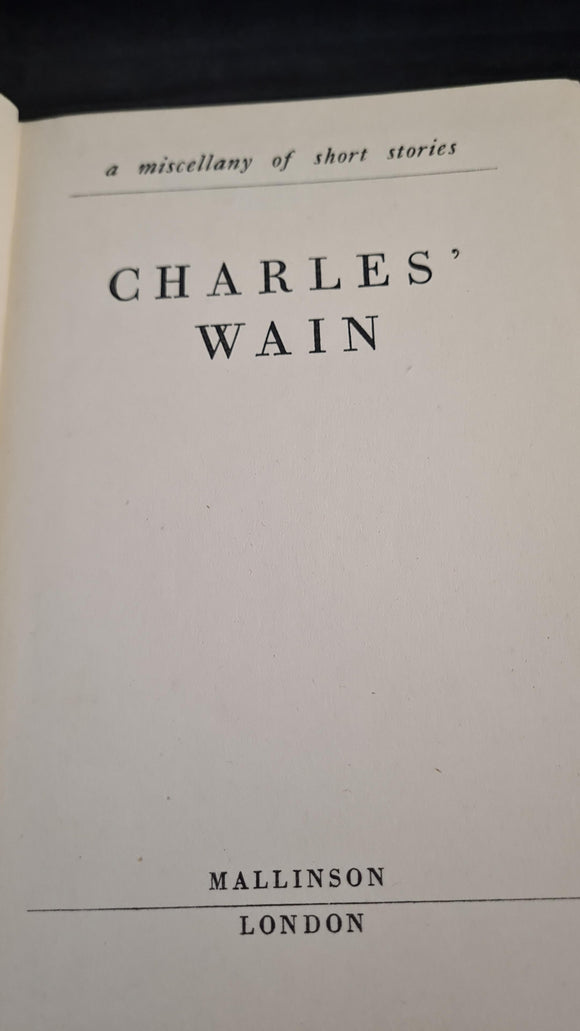 a miscellany of short stories
CHARLES’
WAIN
MALLINSON
LONDON